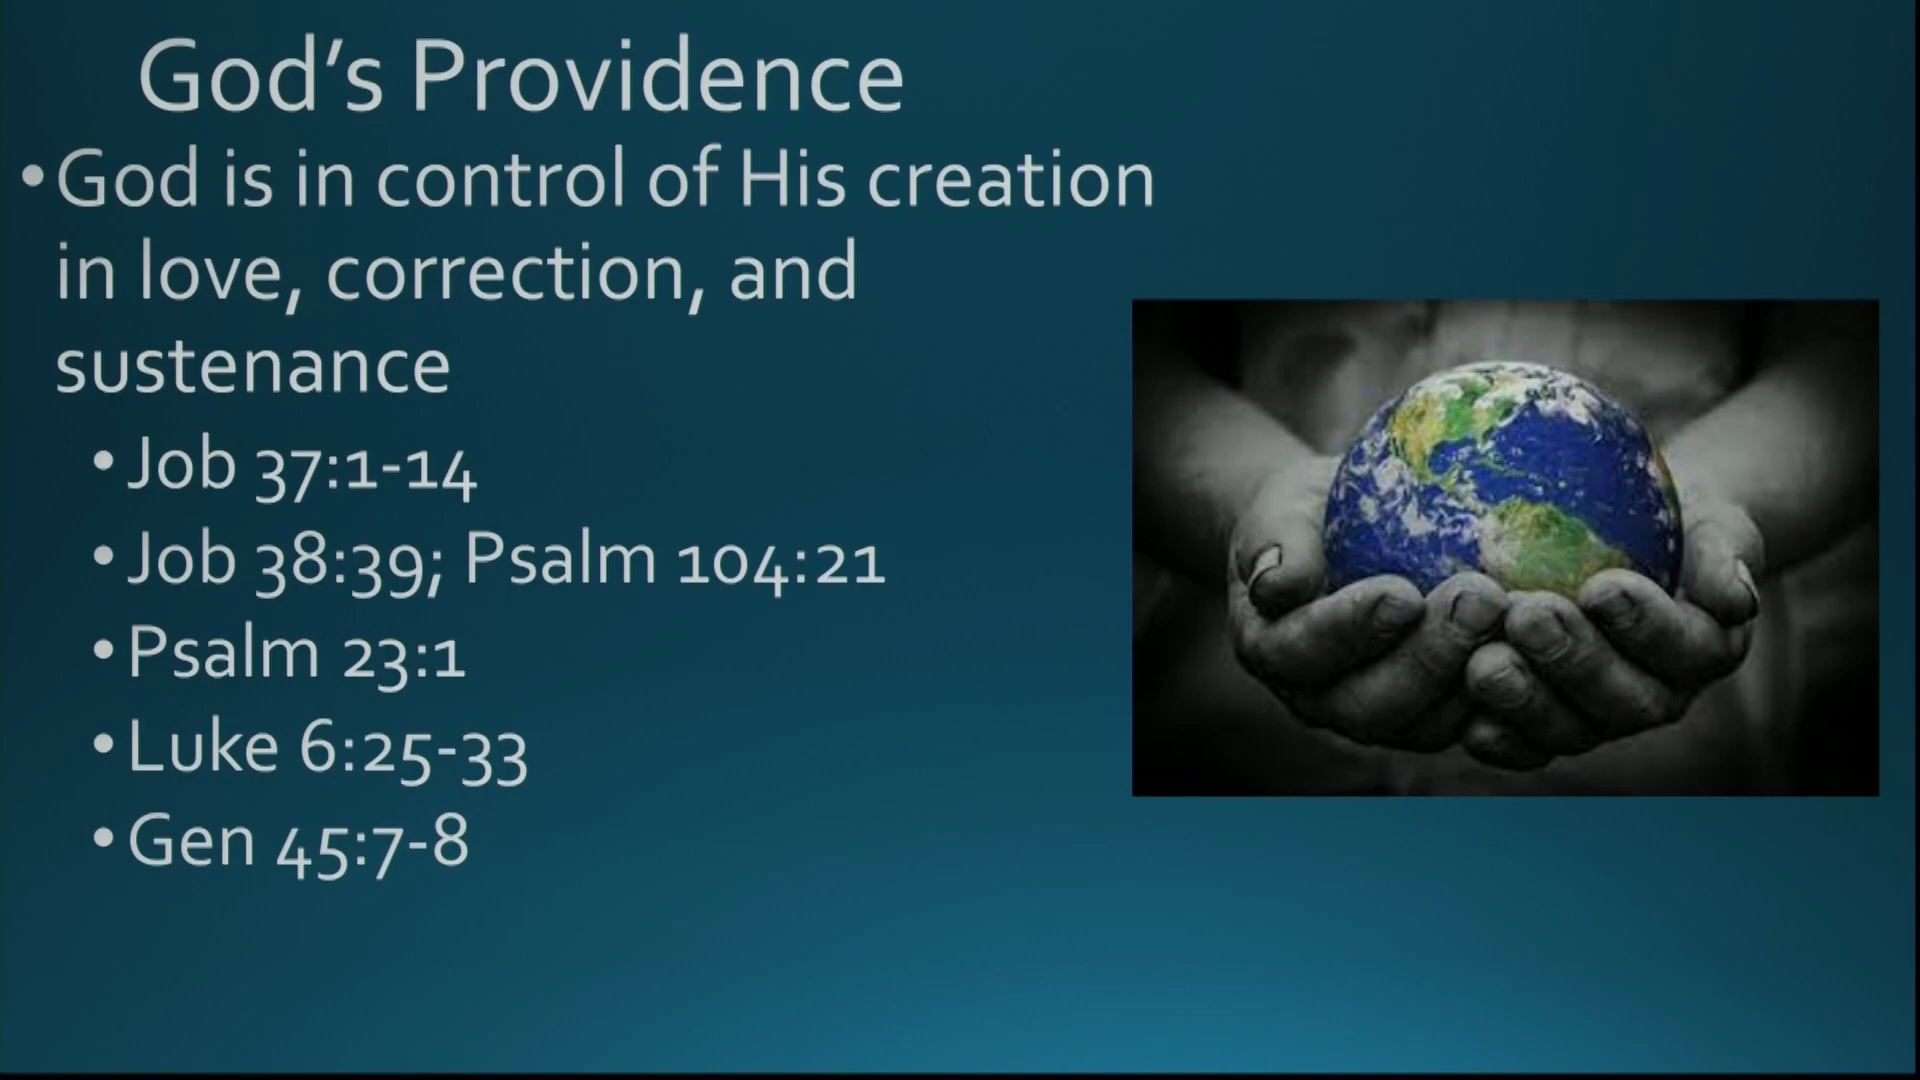 God’s Providence
• God is in control of His creation
in love, correction, and
sustenance
• Job 37:1-14
• Job 38:39; Psalm 104:21
• Psalm 23:1
• Luke 6:25-33
• Gen 45:7-8